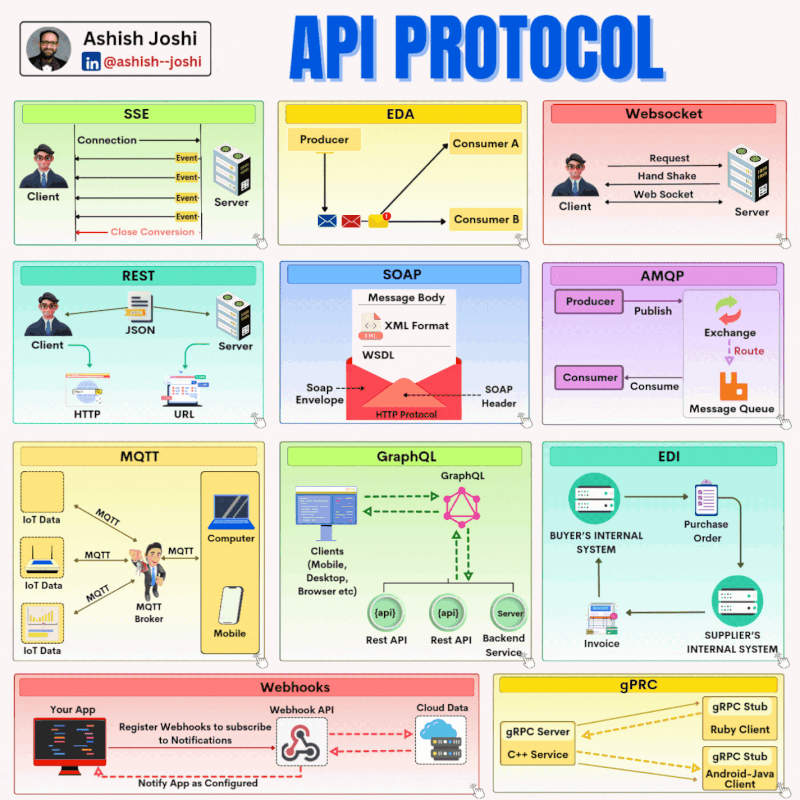 Ashish Joshi
in @ashish--joshi
API PROTOCOL
SSE
Connection
Event
Event
Event
Event
Close Conversion
Client
Server
EDA
Producer
Consumer A
Consumer B
Websocket
Request
Hand Shake
Web Socket
Client
Server
REST
JSON
JSON
Client
Server
HTTP
URL
SOAP
Message Body
XML Format
XML
WSDL
Soap
Envelope
SOAP
Header
HTTP Protocol
AMQP
Producer
Publish
Exchange
Route
Consumer
Consume
Message Queue
MQTT
IoT Data
MQTT
IoT Data
MQTT
MQTT
IoT Data
MQTT
MQTT
Broker
Computer
Mobile
GraphQL
GraphQL
Clients
(Mobile,
Desktop,
Browser etc)
{api}
{api}
Server
Rest API
Rest API
Backend
Service
EDI
BUYER'S INTERNAL
SYSTEM
Purchase
Order
Invoice
SUPPLIER'S
INTERNAL SYSTEM
Webhooks
Your App
Register Webhooks to subscribe
to Notifications
Webhook API
Cloud Data
Notify App as Configured
gPRC
gRPC Server
C++ Service
gRPC Stub
Ruby Client
gRPC Stub
Android-Java
Client